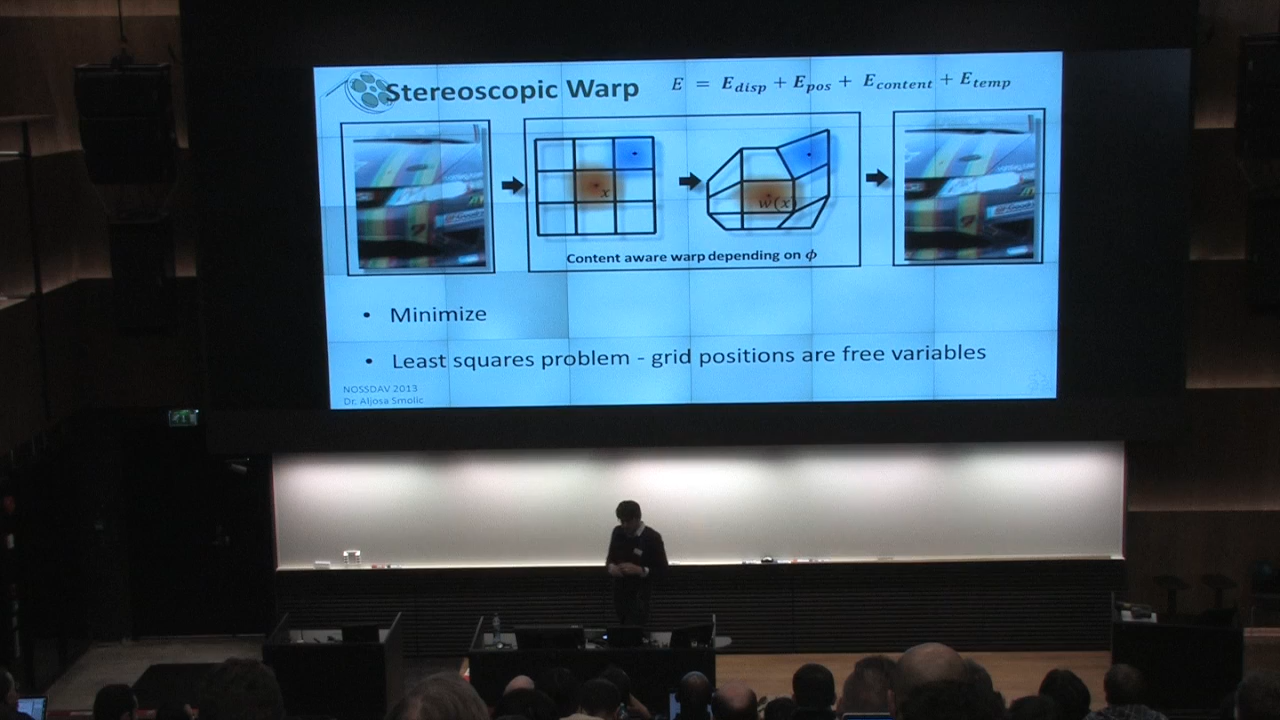 Stereoscopic Warp
E = E_disp + E_pos + E_content + E_temp
x
w(x)
Content aware warp depending on ϕ
• Minimize
• Least squares problem - grid positions are free variables
NOSSDAV 2013
Dr. Aljosa Smolic